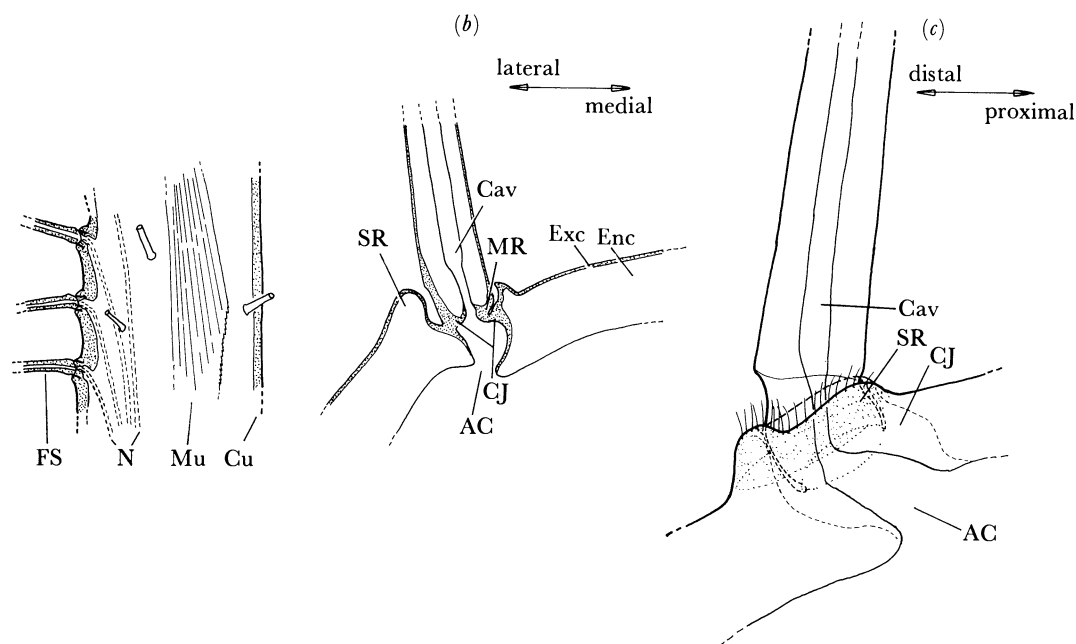 (b)
lateral
medial
Cav
SR
MR
Exc Enc
CJ
AC
FS N Mu Cu
(c)
distal
proximal
Cav
SR
CJ
AC